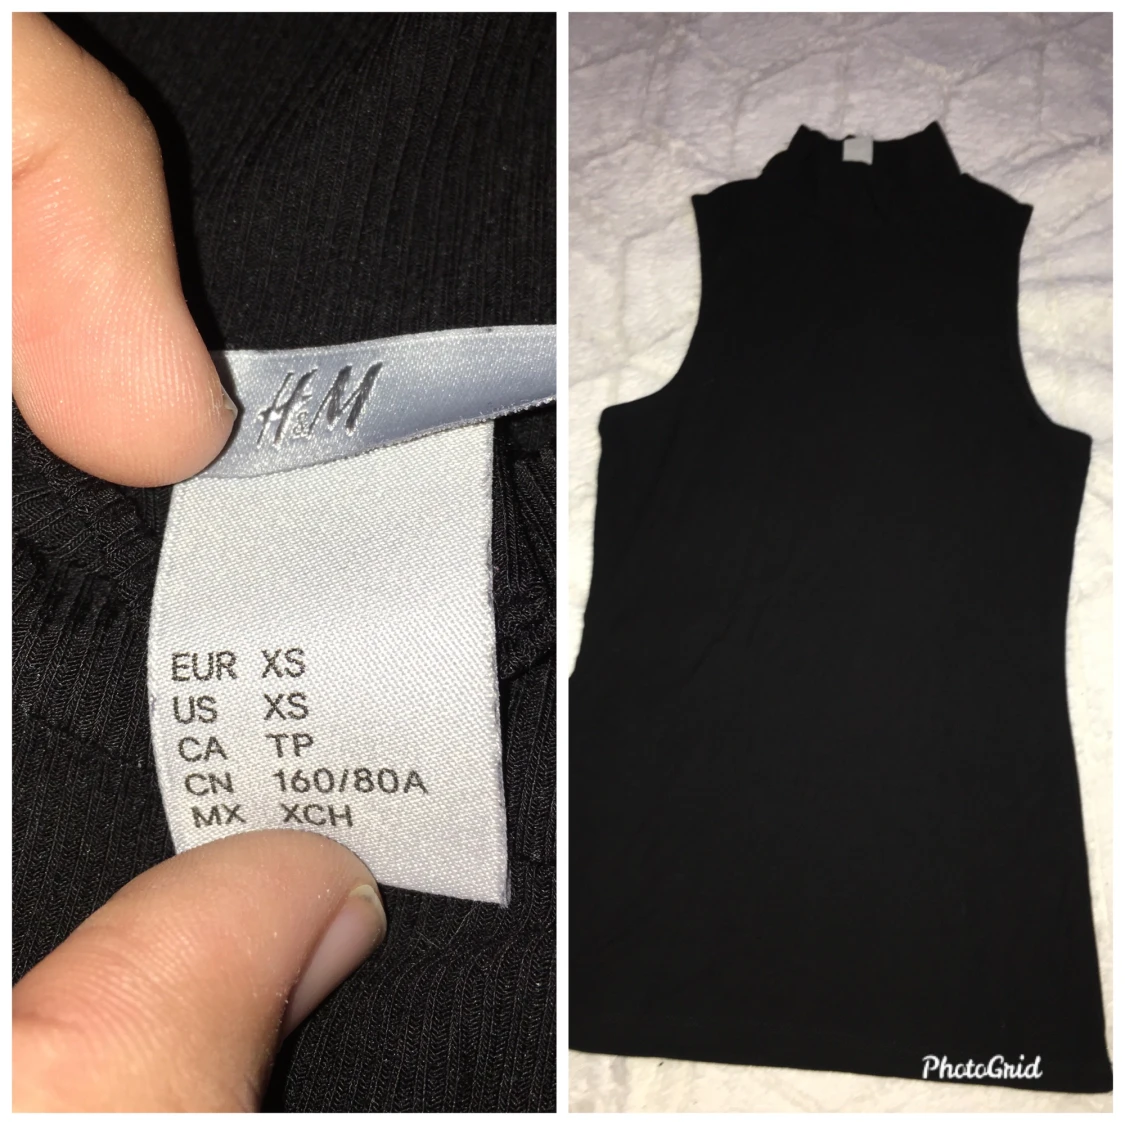 H&M
EUR XS
US XS
CA TP
CN 160/80A
MX XCH
PhotoGrid